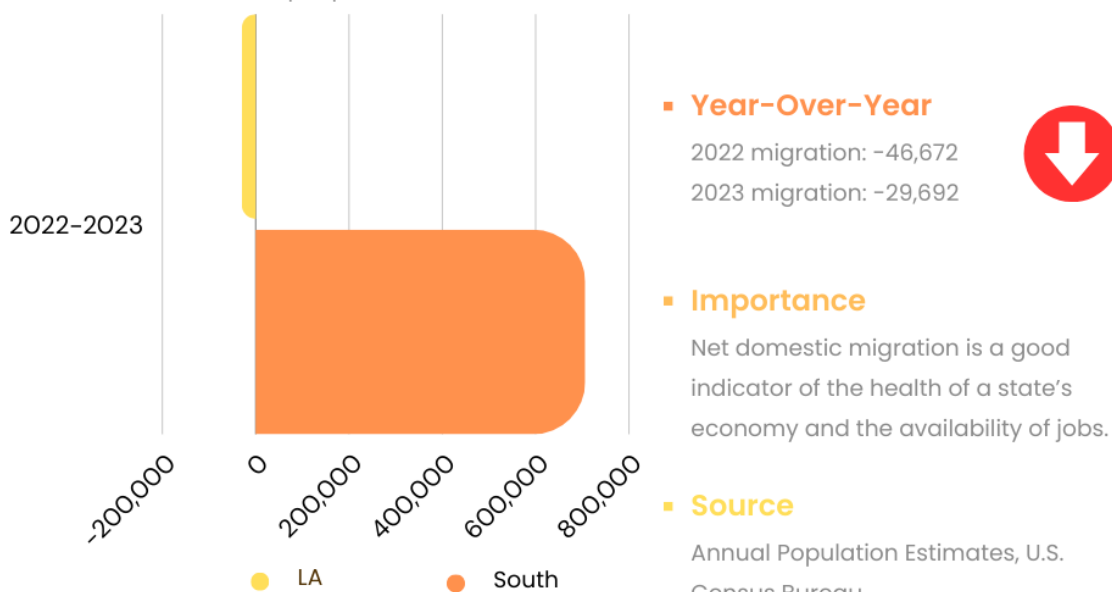 Year-Over-Year
2022 migration: -46,672
2023 migration: -29,692
2022-2023
Importance
Net domestic migration is a good
indicator of the health of a state's
economy and the availability of jobs.
-200,000
0
200,000
400,000
600,000
800,000
Source
Annual Population Estimates, U.S.
Census Bureau
LA
South